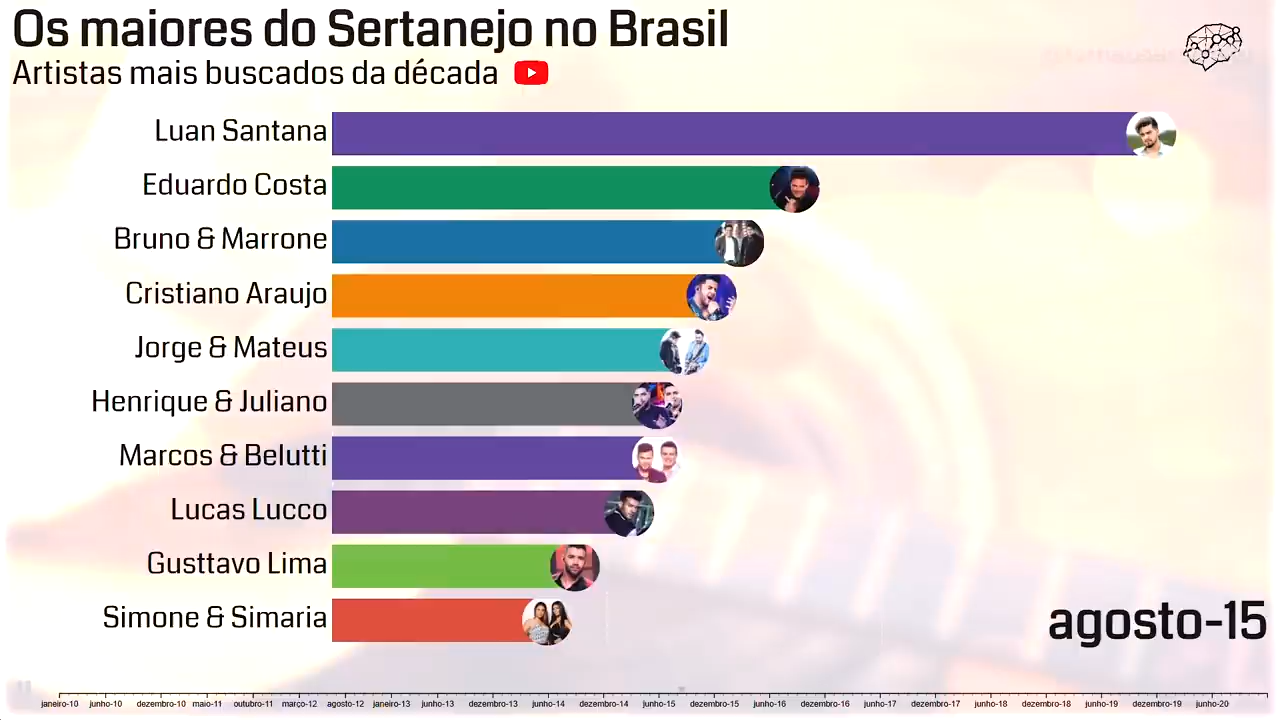 Os maiores do Sertanejo no Brasil
Artistas mais buscados da década
Luan Santana
Eduardo Costa
Bruno & Marrone
Cristiano Araujo
Jorge & Mateus
Henrique & Juliano
Marcos & Belutti
Lucas Lucco
Gusttavo Lima
Simone & Simaria
agosto-15
janeiro-10 junho-10 dezembro-10 maio-11 outubro-11 março-12 agosto-12 janeiro-13 junho-13 dezembro-13 junho-14 dezembro-14 junho-15 dezembro-15 junho-16 dezembro-16 junho-17 dezembro-17 junho-18 dezembro-18 junho-19 dezembro-19 junho-20